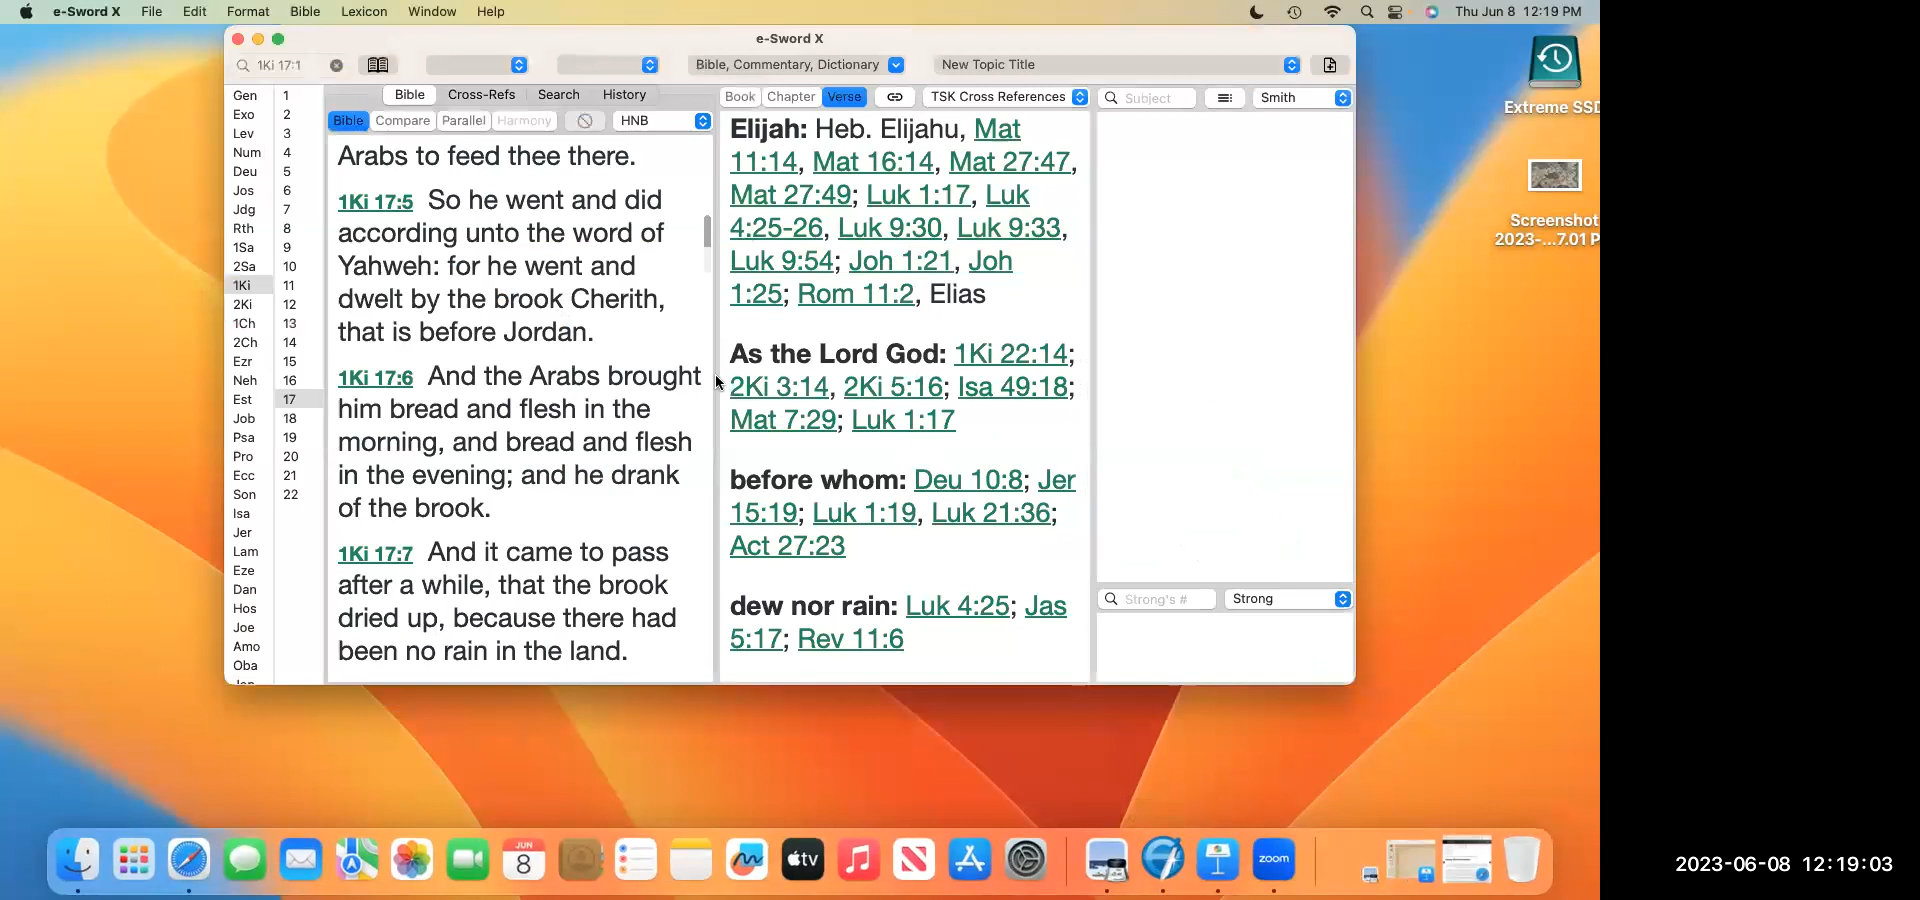 e-Sword X File Edit Format Bible Lexicon Window Help Thu Jun 8 12:19 PM
e-Sword X
1Ki 17:1 Bible, Commentary, Dictionary New Topic Title
Gen
Exo
Lev
Num
Deu
Jos
Jdg
Rth
1Sa
2Sa
1Ki
2Ki
1Ch
2Ch
Ezr
Neh
Est
Job
Psa
Pro
Ecc
Son
Isa
Jer
Lam
Eze
Dan
Hos
Joe
Amo
Oba
1
2
3
4
5
6
7
8
9
10
11
12
13
14
15
16
17
18
19
20
21
22
Bible Cross-Refs Search History
Bible Compare Parallel Harmony HNB
Arabs to feed thee there.
1Ki 17:5 So he went and did
according unto the word of
Yahweh: for he went and
dwelt by the brook Cherith,
that is before Jordan.
1Ki 17:6 And the Arabs brought
him bread and flesh in the
morning, and bread and flesh
in the evening; and he drank
of the brook.
1Ki 17:7 And it came to pass
after a while, that the brook
dried up, because there had
been no rain in the land.
Book Chapter Verse TSK Cross References
Elijah: Heb. Elijahu, Mat
11:14, Mat 16:14, Mat 27:47,
Mat 27:49; Luk 1:17, Luk
4:25-26, Luk 9:30, Luk 9:33,
Luk 9:54; Joh 1:21, Joh
1:25; Rom 11:2, Elias
As the Lord God: 1Ki 22:14;
2Ki 3:14, 2Ki 5:16; Isa 49:18;
Mat 7:29; Luk 1:17
before whom: Deu 10:8; Jer
15:19; Luk 1:19, Luk 21:36;
Act 27:23
dew nor rain: Luk 4:25; Jas
5:17; Rev 11:6
Subject Smith
Strong's # Strong
Extreme SSD
Screenshot
2023-...7.01 P
JUN
8
tv
zoom
2023-06-08 12:19:03